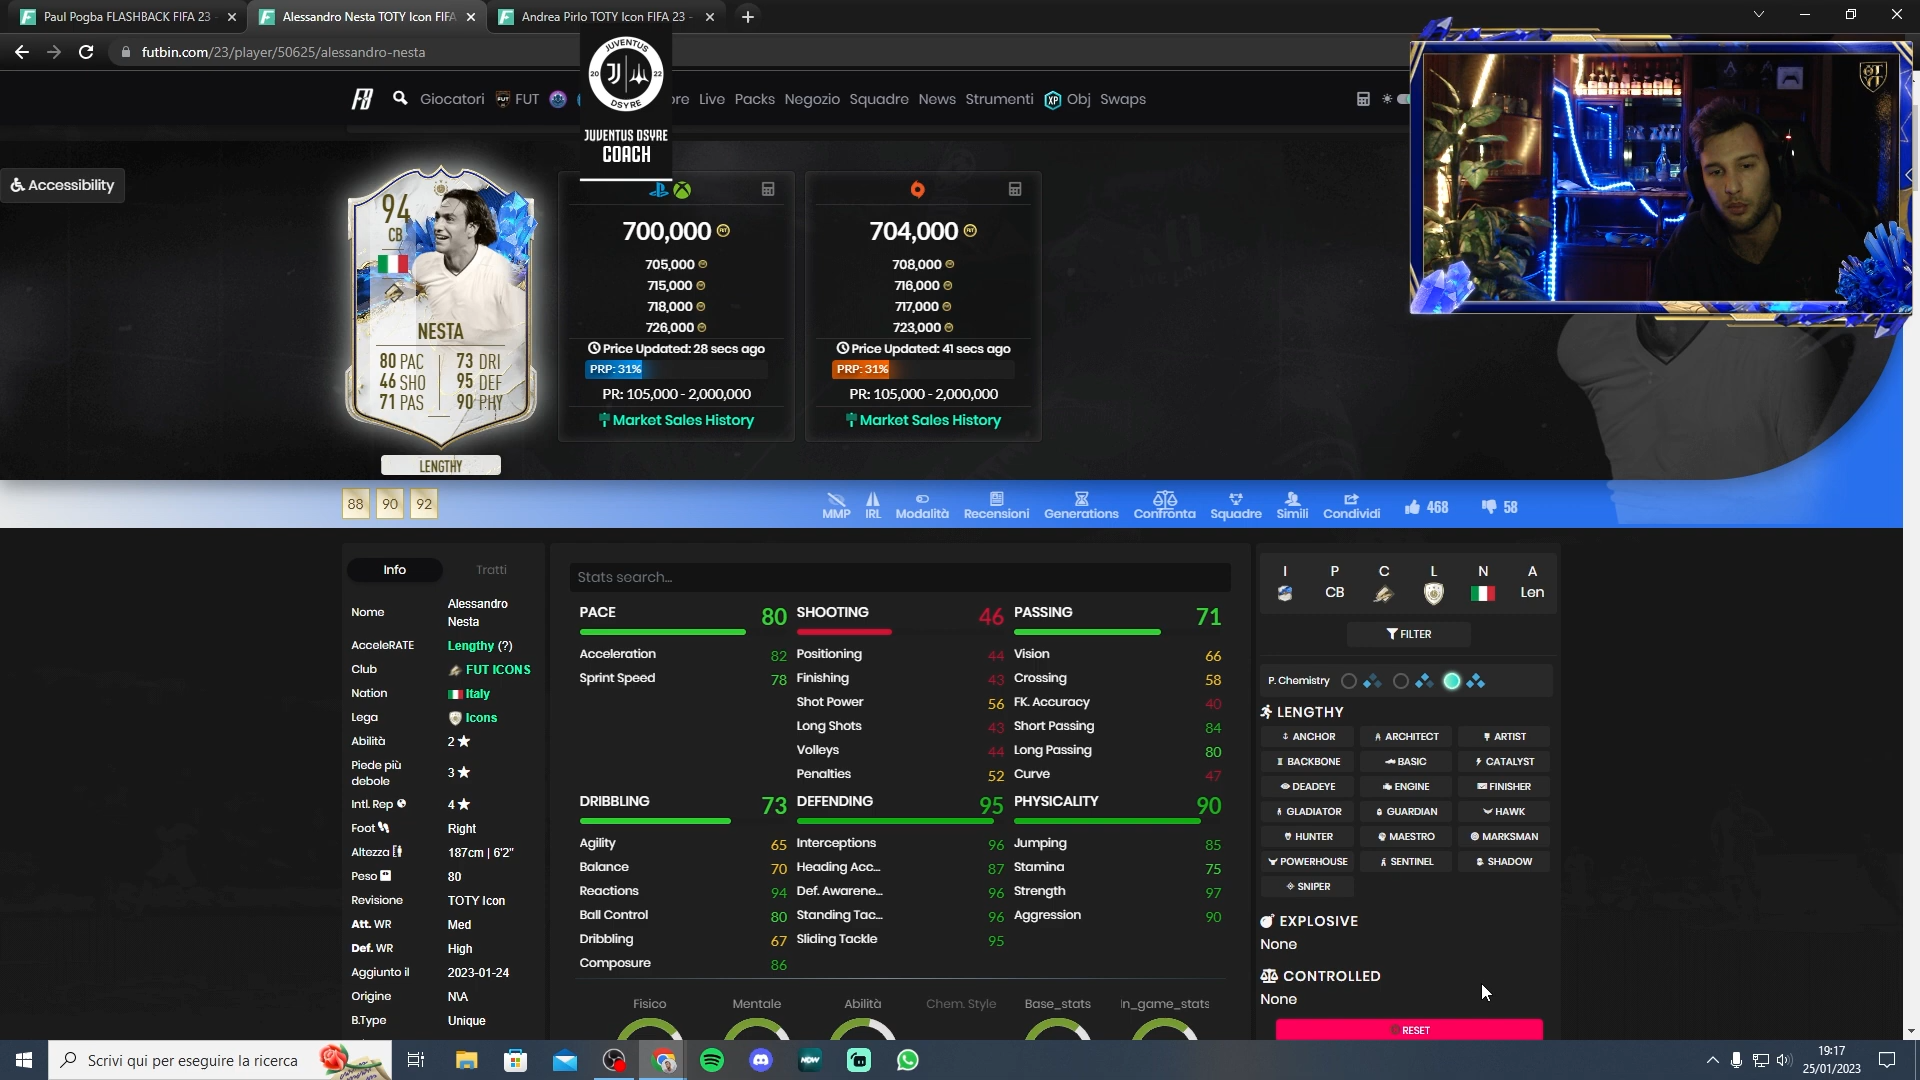 Paul Pogba FLASHBACK FIFA 23
Alessandro Nesta TOTY Icon FIFA
Andrea Pirlo TOTY Icon FIFA 23 -
futbin.com/23/player/50625/alessandro-nesta
JUVENTUS
20 22
DSYRE
JUVENTUS DSYRE
COACH
Giocatori FUT ore Live Packs Negozio Squadre News Strumenti XP Obj Swaps
Accessibility
94
CB
NESTA
80 PAC 73 DRI
46 SHO 95 DEF
71 PAS 90 PHY
LENGTHY
700,000
705,000
715,000
718,000
726,000
Price Updated: 28 secs ago
PRP: 31%
PR: 105,000 - 2,000,000
Market Sales History
704,000
708,000
716,000
717,000
723,000
Price Updated: 41 secs ago
PRP: 31%
PR: 105,000 - 2,000,000
Market Sales History
88 90 92
MMP IRL Modalità Recensioni Generations Confronta Squadre Simili Condividi 468 58
Info Tratti
Nome Alessandro Nesta
AcceleRATE Lengthy (?)
Club FUT ICONS
Nation Italy
Lega Icons
Abilità 2
Piede più debole 3
Intl. Rep 4
Foot Right
Altezza 187cm | 6'2"
Peso 80
Revisione TOTY Icon
Att. WR Med
Def. WR High
Aggiunto il 2023-01-24
Origine N\A
B.Type Unique
Stats search...
PACE 80
Acceleration 82
Sprint Speed 78
SHOOTING 46
Positioning 44
Finishing 43
Shot Power 56
Long Shots 43
Volleys 44
Penalties 52
PASSING 71
Vision 66
Crossing 58
FK. Accuracy 40
Short Passing 84
Long Passing 80
Curve 47
DRIBBLING 73
Agility 65
Balance 70
Reactions 94
Ball Control 80
Dribbling 67
Composure 86
DEFENDING 95
Interceptions 96
Heading Acc... 87
Def. Awarene... 96
Standing Tac... 96
Sliding Tackle 95
PHYSICALITY 90
Jumping 85
Stamina 75
Strength 97
Aggression 90
Fisico Mentale Abilità Chem. Style Base_stats In_game_stats
I P C L N A
CB Len
FILTER
P. Chemistry
LENGTHY
ANCHOR ARCHITECT ARTIST
BACKBONE BASIC CATALYST
DEADEYE ENGINE FINISHER
GLADIATOR GUARDIAN HAWK
HUNTER MAESTRO MARKSMAN
POWERHOUSE SENTINEL SHADOW
SNIPER
EXPLOSIVE
None
CONTROLLED
None
RESET
Scrivi qui per eseguire la ricerca
NOW
19:17
25/01/2023